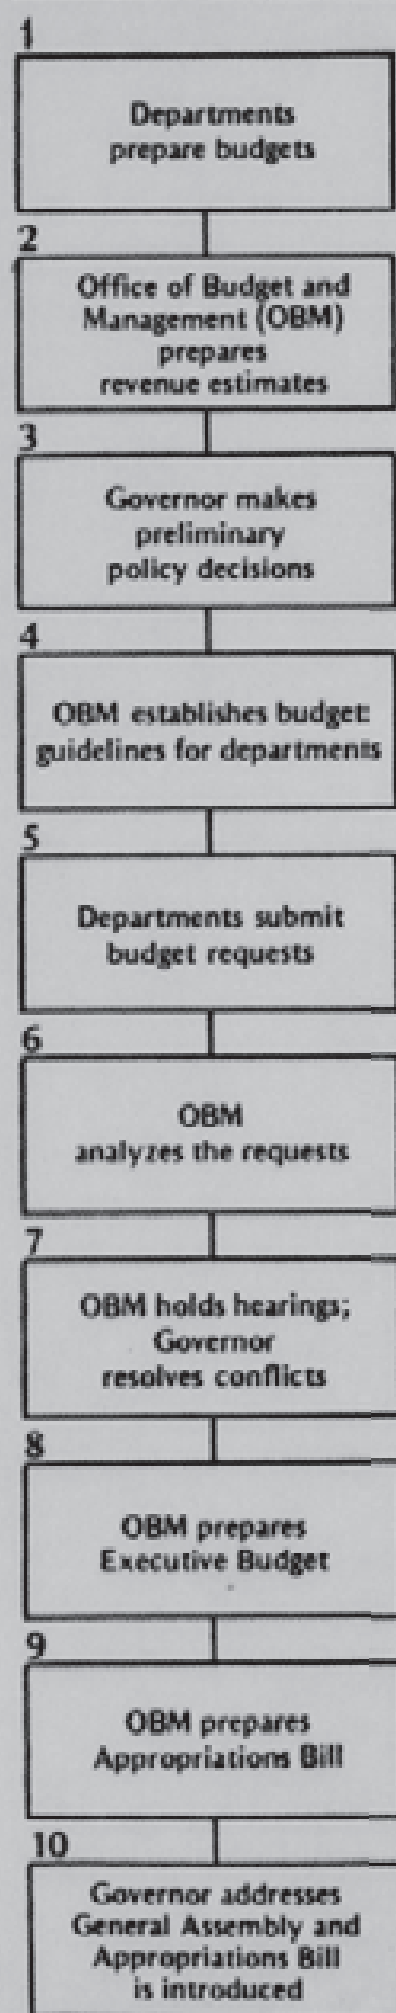 1
Departments
prepare budgets
2
Office of Budget and
Management (OBM)
prepares
revenue estimates
3
Governor makes
preliminary
policy decisions
4
OBM establishes budget
guidelines for departments
5
Departments submit
budget requests
6
OBM
analyzes the requests
7
OBM holds hearings;
Governor
resolves conflicts
8
OBM prepares
Executive Budget
9
OBM prepares
Appropriations Bill
10
Governor addresses
General Assembly and
Appropriations Bill
is introduced